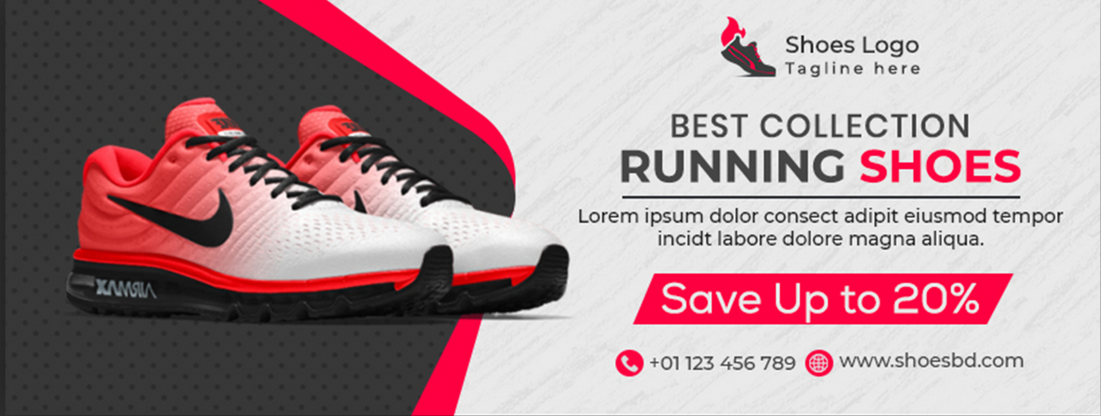 Shoes Logo
Tagline here
BEST COLLECTION
RUNNING SHOES
Lorem ipsum dolor consect adipit eiusmod tempor
incidt labore dolore magna aliqua.
Save Up to 20%
+01 123 456 789 www.shoesbd.com
AIRMAX